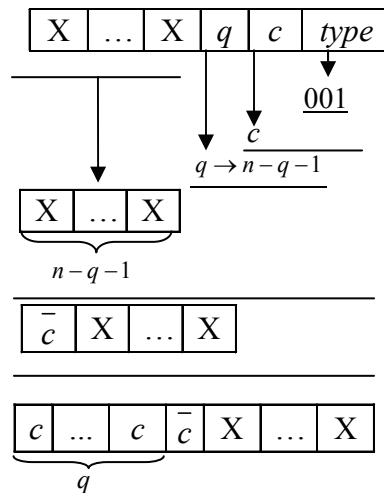 X … X q c type
001
c
q → n – q – 1
X … X
n – q – 1
c̄ X … X
c ... c c̄ X … X
q